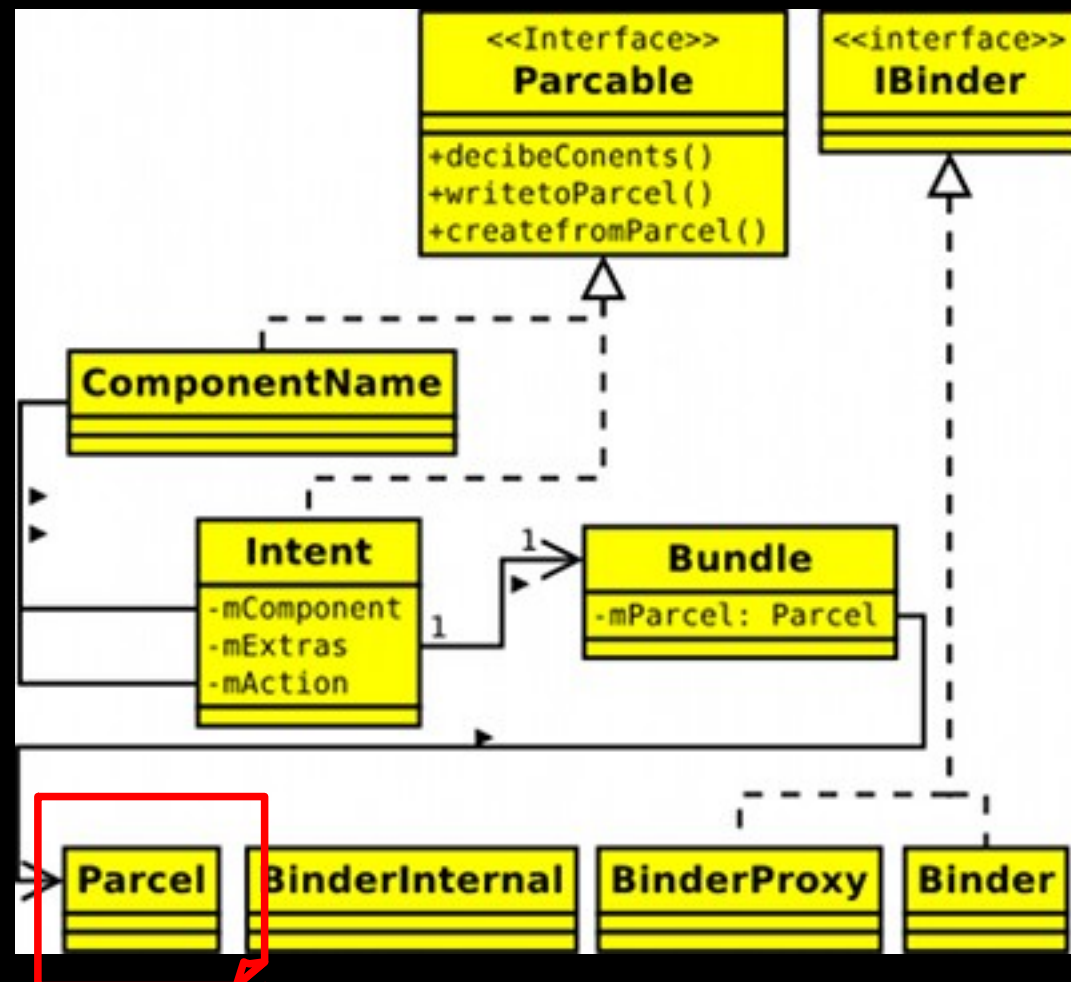 <<Interface>>
Parcable
+decibeConents()
+writetoParcel()
+createfromParcel()
<<interface>>
IBinder
ComponentName
Intent
-mComponent
-mExtras
-mAction
1
1
Bundle
-mParcel: Parcel
Parcel
BinderInternal
BinderProxy
Binder